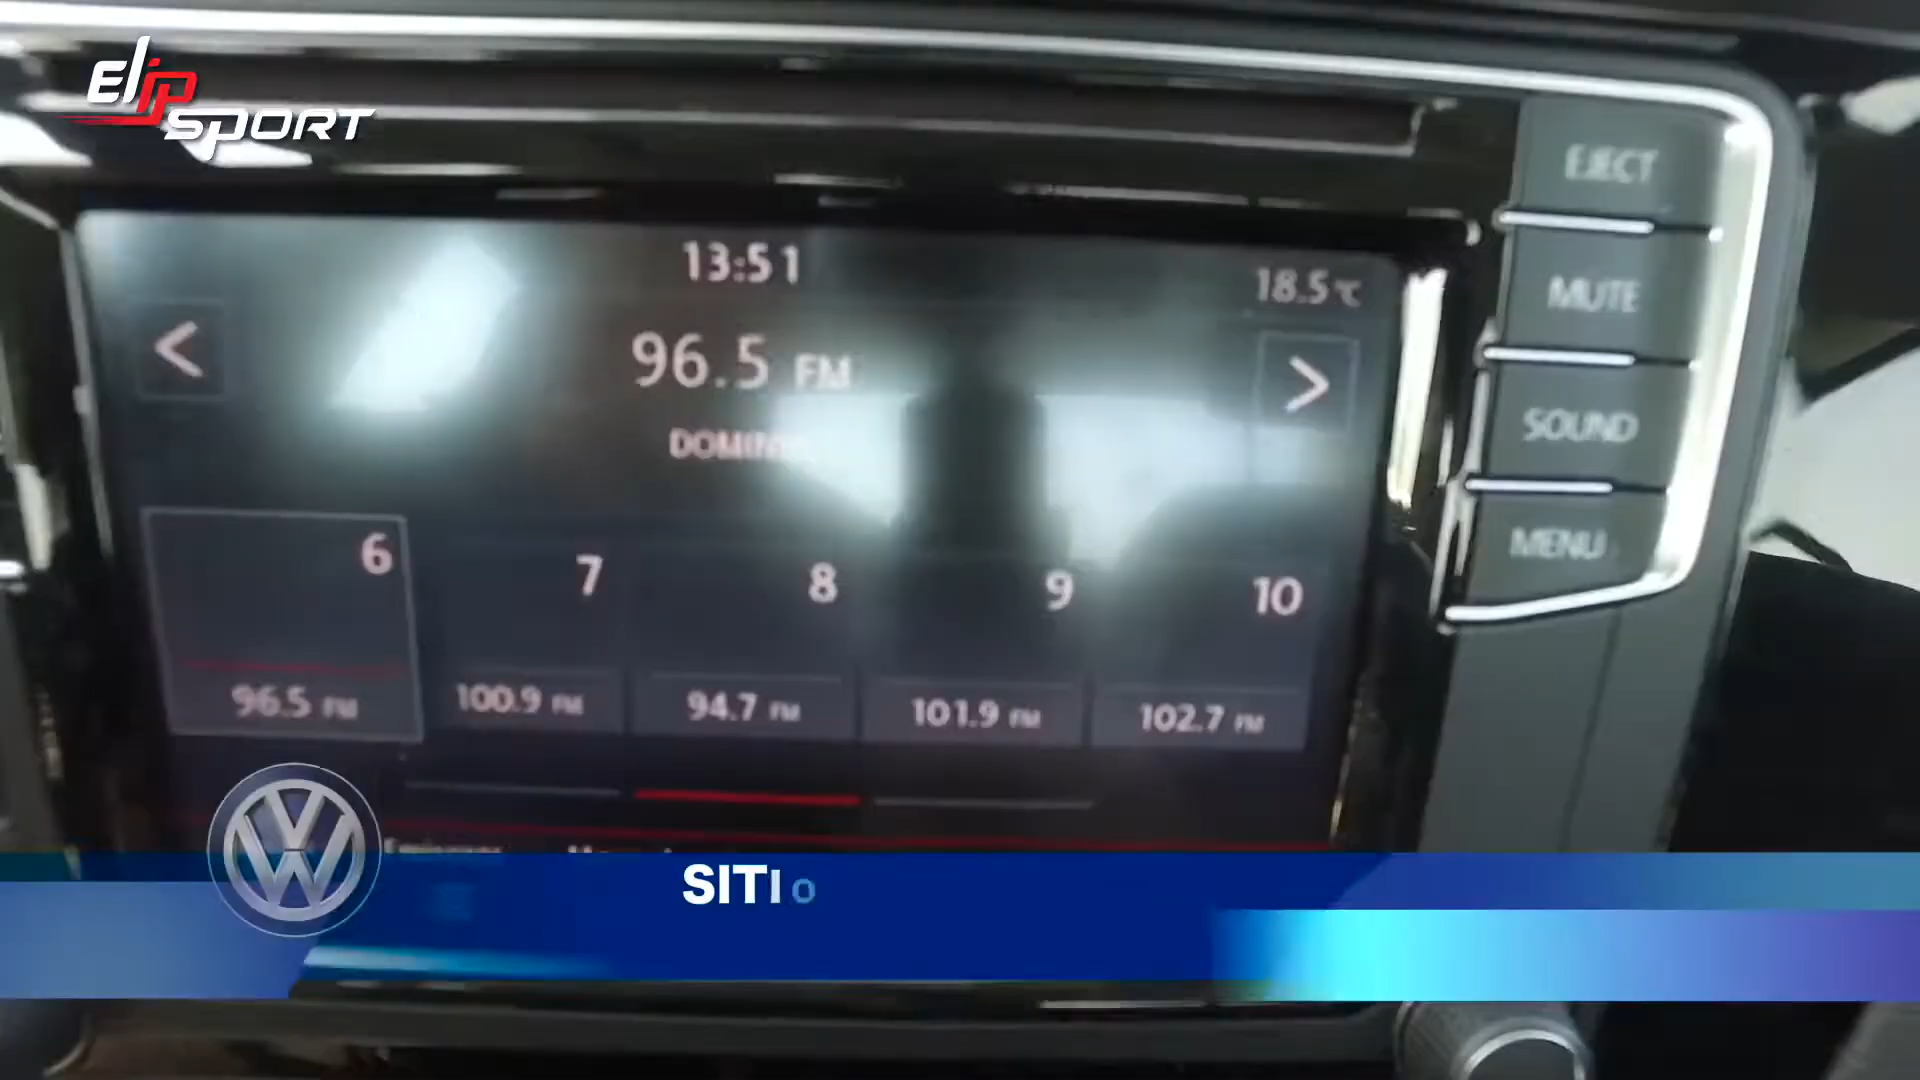 Elip
SPORT
EJECT
13:51
18.5 °C
MUTE
96.5 FM
SOUND
MENU
6
7
8
9
10
96.5 FM
100.9 FM
94.7 FM
101.9 FM
102.7 FM
SITIO